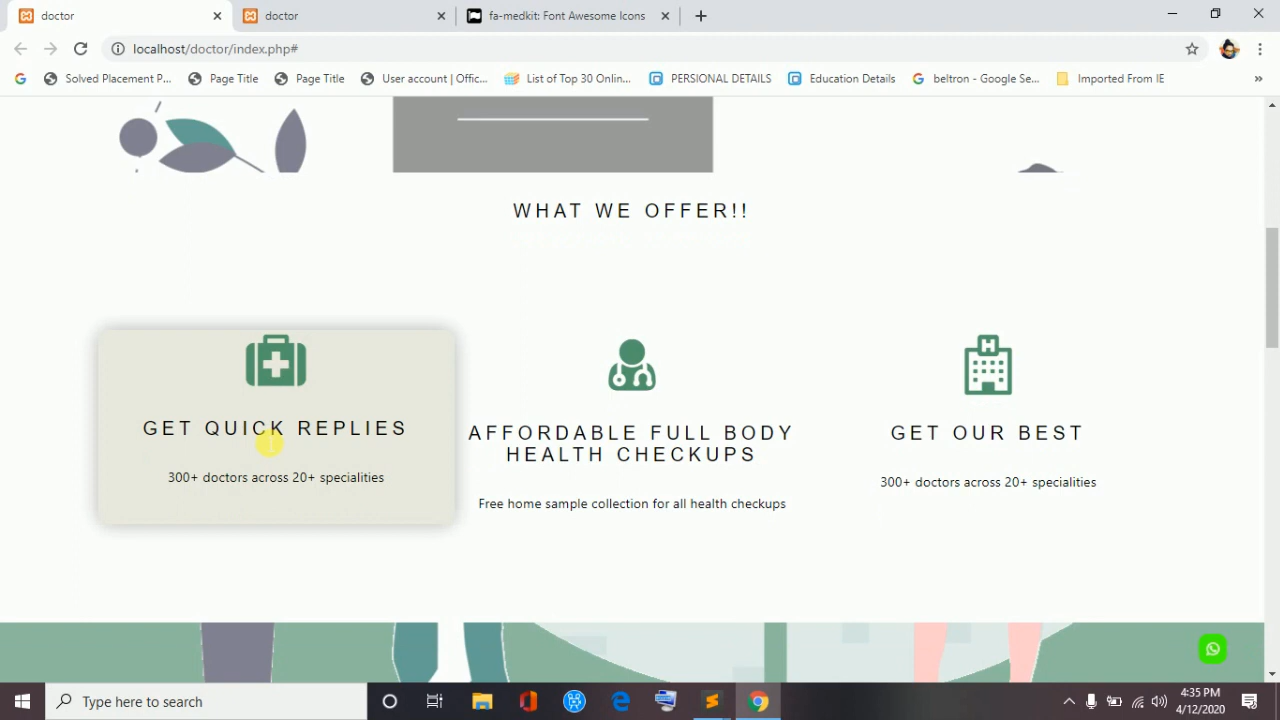 doctor
doctor
fa-medkit: Font Awesome Icons
localhost/doctor/index.php#
Solved Placement P...
Page Title
Page Title
User account | Offic...
List of Top 30 Onlin...
PERSIONAL DETAILS
Education Details
beltron - Google Se...
Imported From IE
WHAT WE OFFER!!
GET QUICK REPLIES
300+ doctors across 20+ specialities
AFFORDABLE FULL BODY
HEALTH CHECKUPS
Free home sample collection for all health checkups
H
GET OUR BEST
300+ doctors across 20+ specialities
Type here to search
4:35 PM
4/12/2020